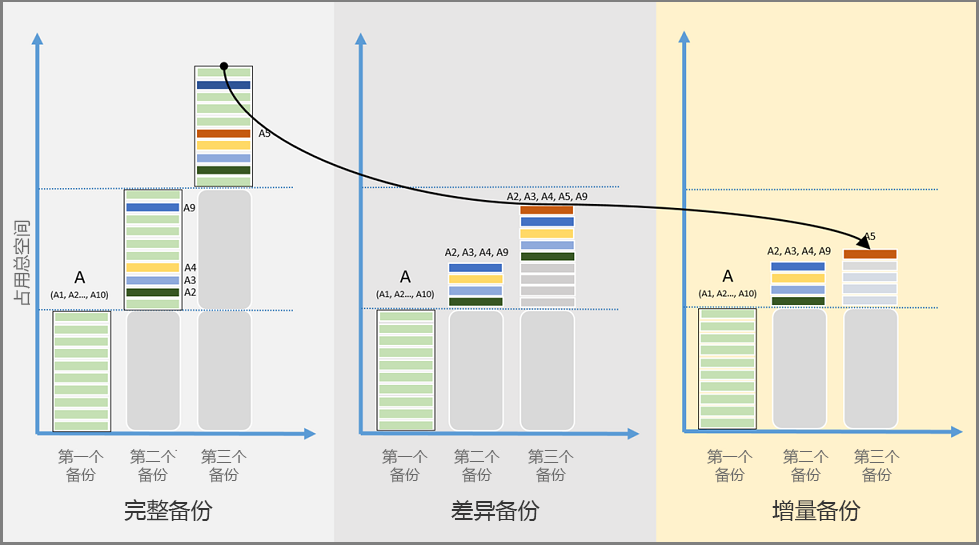 占用总空间
A5
A9
A4
A3
A2
A
(A1, A2..., A10)
第一个
备份
第二个
备份
第三个
备份
完整备份
A2, A3, A4, A5, A9
A2, A3, A4, A9
A
(A1, A2..., A10)
第一个
备份
第二个
备份
第三个
备份
差异备份
A5
A2, A3, A4, A9
A
(A1, A2..., A10)
第一个
备份
第二个
备份
第三个
备份
增量备份